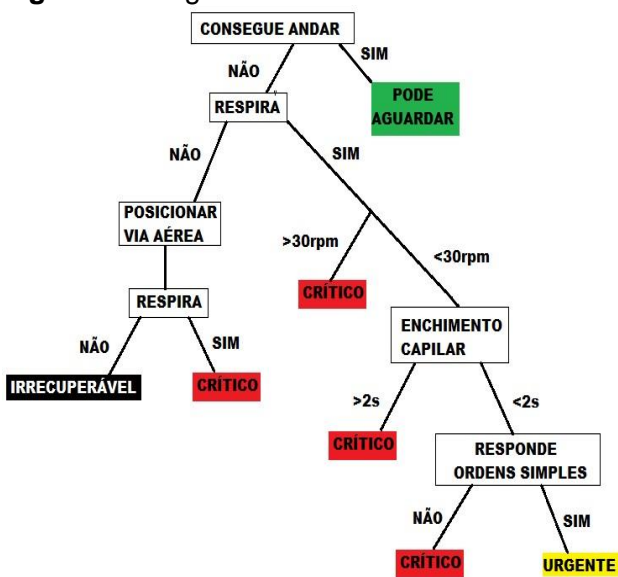 CONSEGUE ANDAR
NÃO
SIM
RESPIRA
PODE
AGUARDAR
NÃO
SIM
POSICIONAR
VIA AÉREA
>30rpm
<30rpm
CRÍTICO
RESPIRA
ENCHIMENTO
CAPILAR
NÃO
SIM
IRRECUPERÁVEL
CRÍTICO
>2s
<2s
CRÍTICO
RESPONDE
ORDENS SIMPLES
NÃO
SIM
CRÍTICO
URGENTE